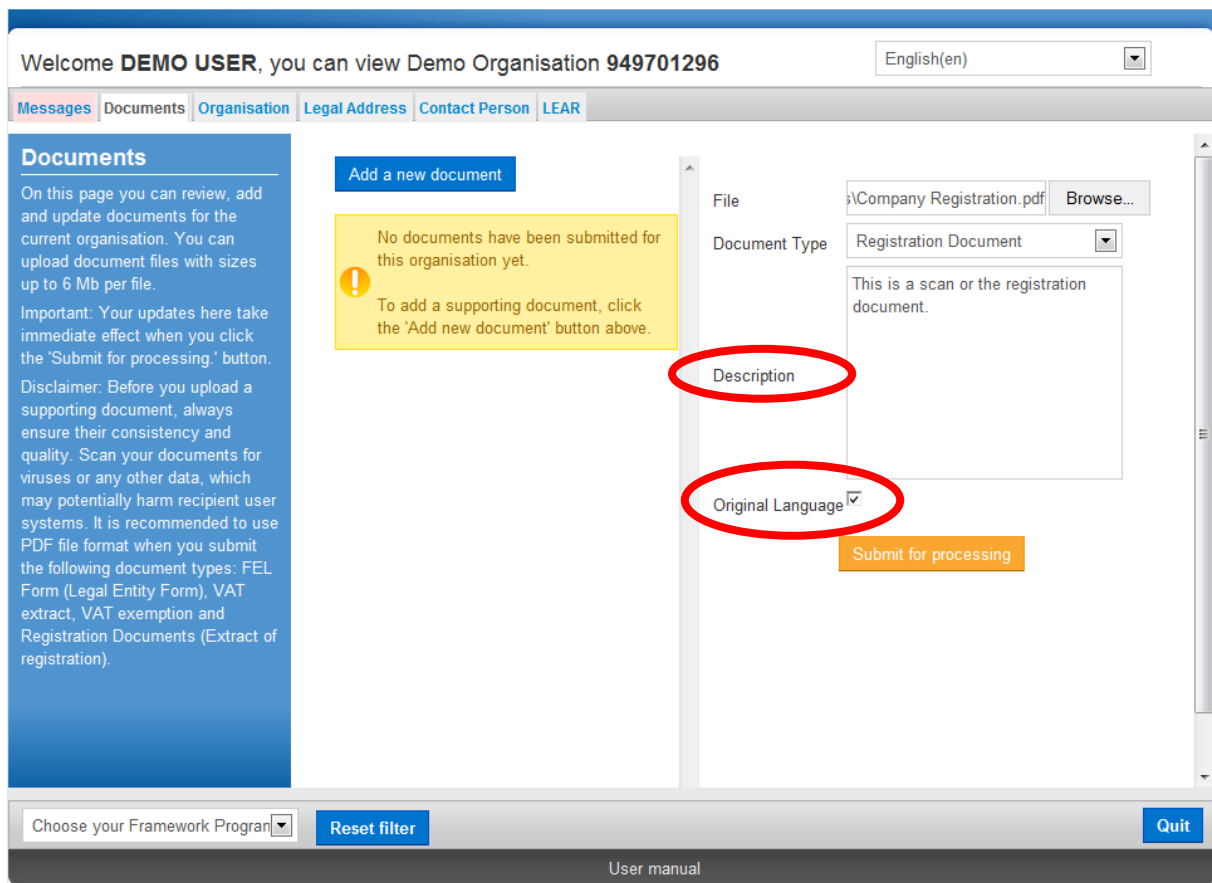 Welcome DEMO USER, you can view Demo Organisation 949701296
English(en)
Messages Documents Organisation Legal Address Contact Person LEAR
Documents
On this page you can review, add
and update documents for the
current organisation. You can
upload document files with sizes
up to 6 Mb per file.
Important: Your updates here take
immediate effect when you click
the 'Submit for processing.' button.
Disclaimer: Before you upload a
supporting document, always
ensure their consistency and
quality. Scan your documents for
viruses or any other data, which
may potentially harm recipient user
systems. It is recommended to use
PDF file format when you submit
the following document types: FEL
Form (Legal Entity Form), VAT
extract, VAT exemption and
Registration Documents (Extract of
registration).
Add a new document
No documents have been submitted for
this organisation yet.
To add a supporting document, click
the 'Add new document' button above.
File s\Company Registration.pdf Browse...
Document Type Registration Document
This is a scan or the registration
document.
Description
Original Language
Submit for processing
Choose your Framework Progran Reset filter Quit
User manual